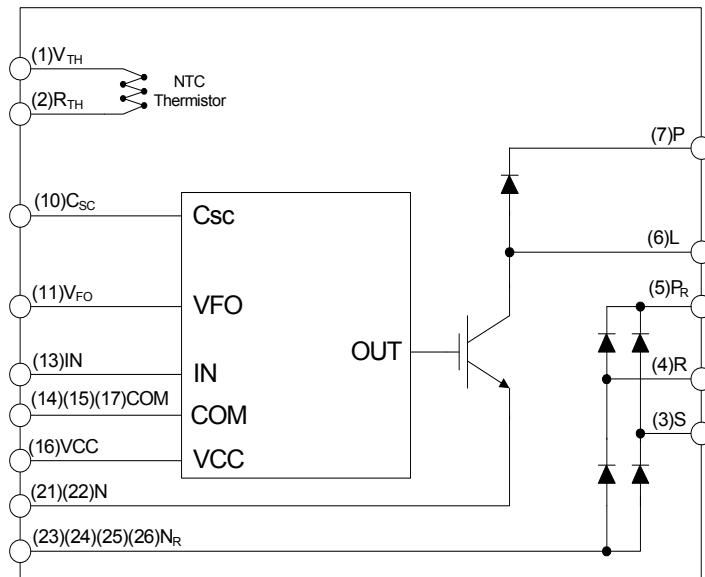 (1)VTH
NTC
Thermistor
(2)RTH
(7)P
(10)CSC
Csc
(6)L
(5)PR
(11)VFO
VFO
OUT
(13)IN
IN
(4)R
(14)(15)(17)COM
COM
(3)S
(16)VCC
VCC
(21)(22)N
(23)(24)(25)(26)NR